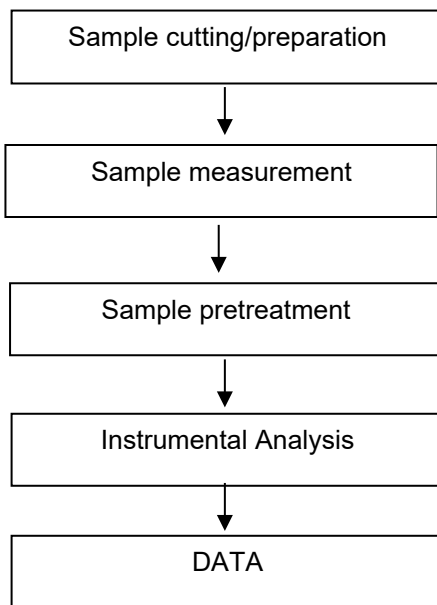 Sample cutting/preparation
Sample measurement
Sample pretreatment
Instrumental Analysis
DATA